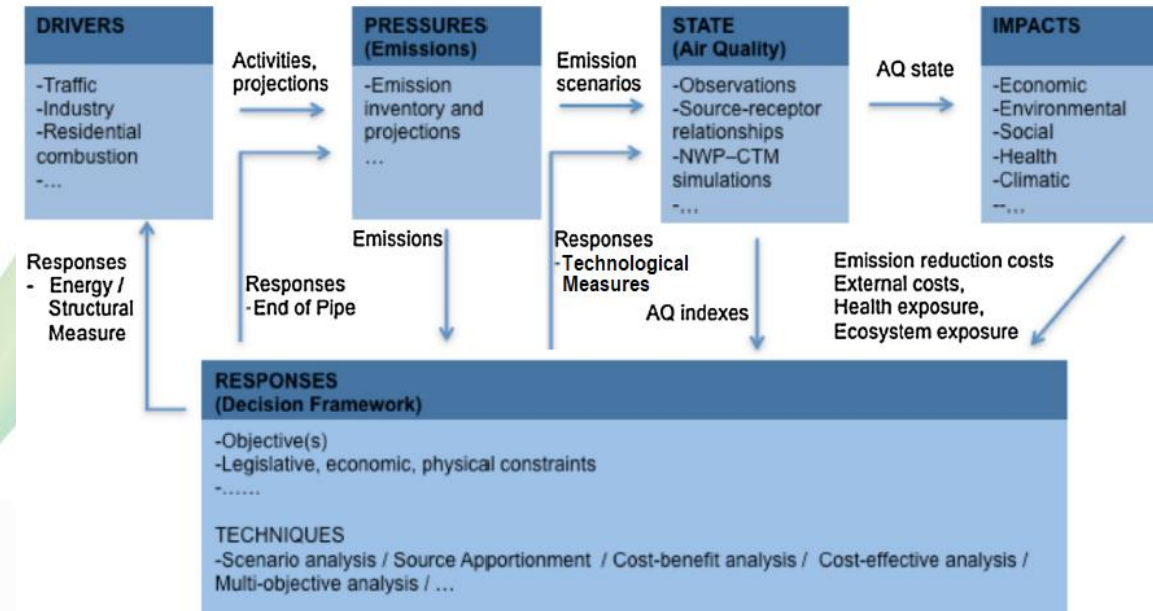 DRIVERS
-Traffic
-Industry
-Residential
combustion
-...
Activities,
projections
PRESSURES
(Emissions)
-Emission
inventory and
projections
...
Emission
scenarios
STATE
(Air Quality)
-Observations
-Source-receptor
relationships
-NWP–CTM
simulations
-...
AQ state
IMPACTS
-Economic
-Environmental
-Social
-Health
-Climatic
--...
Responses
- Energy /
Structural
Measure
Responses
-End of Pipe
Emissions
Responses
-Technological
Measures
AQ indexes
Emission reduction costs
External costs,
Health exposure,
Ecosystem exposure
RESPONSES
(Decision Framework)
-Objective(s)
-Legislative, economic, physical constraints
-......
TECHNIQUES
-Scenario analysis / Source Apportionment / Cost-benefit analysis / Cost-effective analysis /
Multi-objective analysis / ...